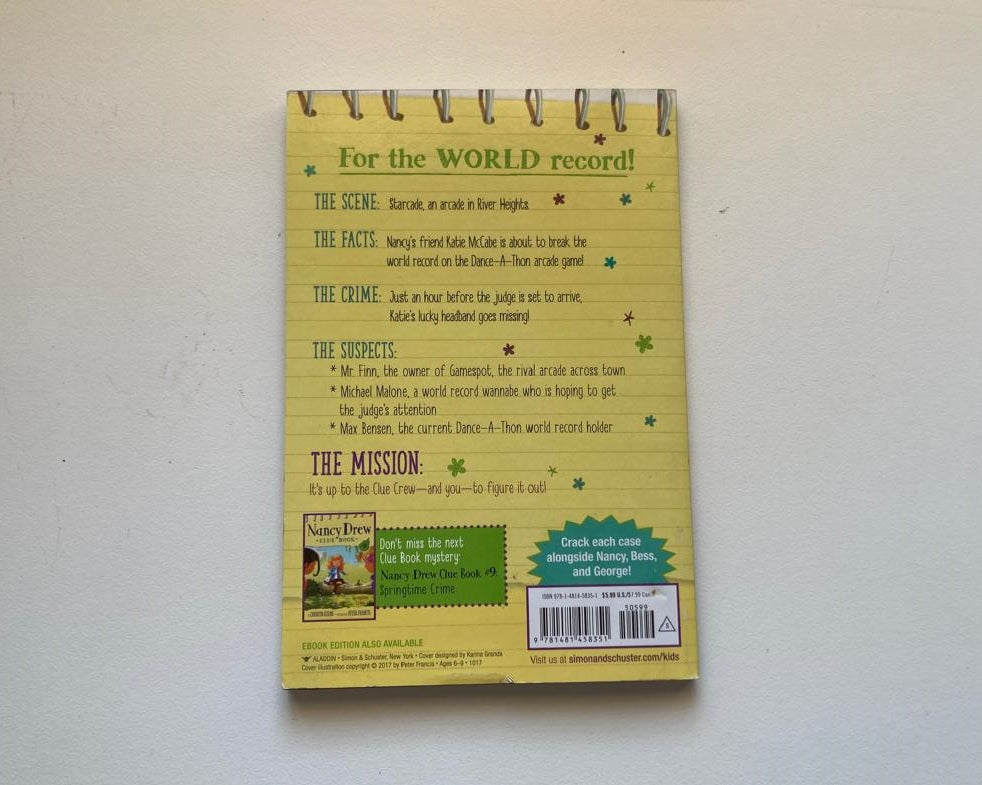 For the WORLD record!
THE SCENE: Starcade, an arcade in River Heights.
THE FACTS: Nancy's friend Katie McCabe is about to break the
world record on the Dance-A-Thon arcade game!
THE CRIME: Just an hour before the judge is set to arrive,
Katie's lucky headband goes missing!
THE SUSPECTS:
* Mr. Finn, the owner of Gamespot, the rival arcade across town
* Michael Malone, a world record wannabe who is hoping to get
the judge's attention
* Max Bensen, the current Dance-A-Thon world record holder
THE MISSION:
It's up to the Clue Crew—and you—to figure it out!
Nancy Drew
CLUE BOOK
CAROLYN KEENE
PETER FRANCIS
Don't miss the next
Clue Book mystery:
Nancy Drew Clue Book #9:
Springtime Crime
Crack each case
alongside Nancy, Bess,
and George!
ISBN 978-1-4814-5835-1 $5.99 U.S./$7.99 Can.
50599
9 781481 458351
S
EBOOK EDITION ALSO AVAILABLE
ALADDIN • Simon & Schuster, New York • Cover designed by Karina Granda
Cover illustration copyright © 2017 by Peter Francis • Ages 6–9 • 1017
Visit us at simonandschuster.com/kids